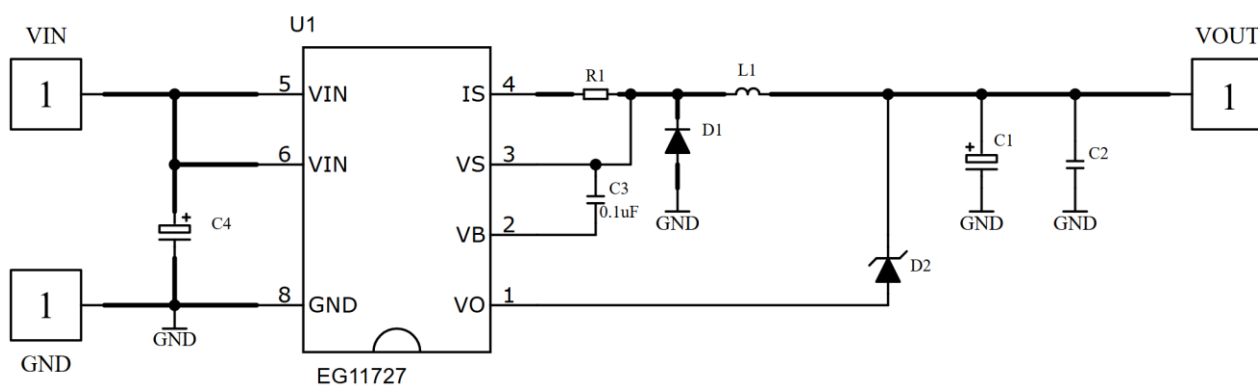 U1
VIN
1
5
VIN
6
VIN
C4
+
1
GND
GND
8
GND
EG11727
IS
4
R1
VS
3
C3
0.1uF
VB
2
VO
1
D1
GND
L1
D2
+
C1
GND
C2
GND
VOUT
1